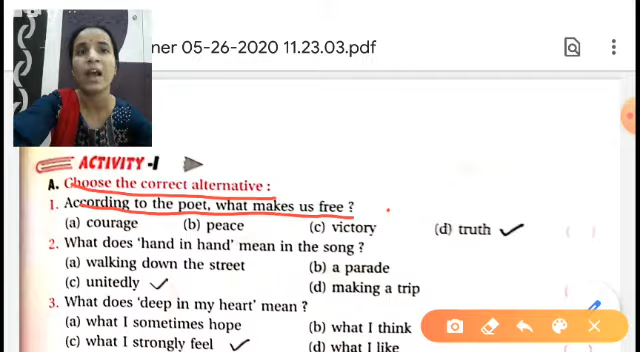 ner 05-26-2020 11.23.03.pdf
ACTIVITY-I
A. Choose the correct alternative :
1. According to the poet, what makes us free ?
(a) courage (b) peace (c) victory (d) truth ( )
2. What does 'hand in hand' mean in the song ?
(a) walking down the street (b) a parade
(c) unitedly (d) making a trip
3. What does 'deep in my heart' mean ?
(a) what I sometimes hope (b) what I think
(c) what I strongly feel (d) what I like